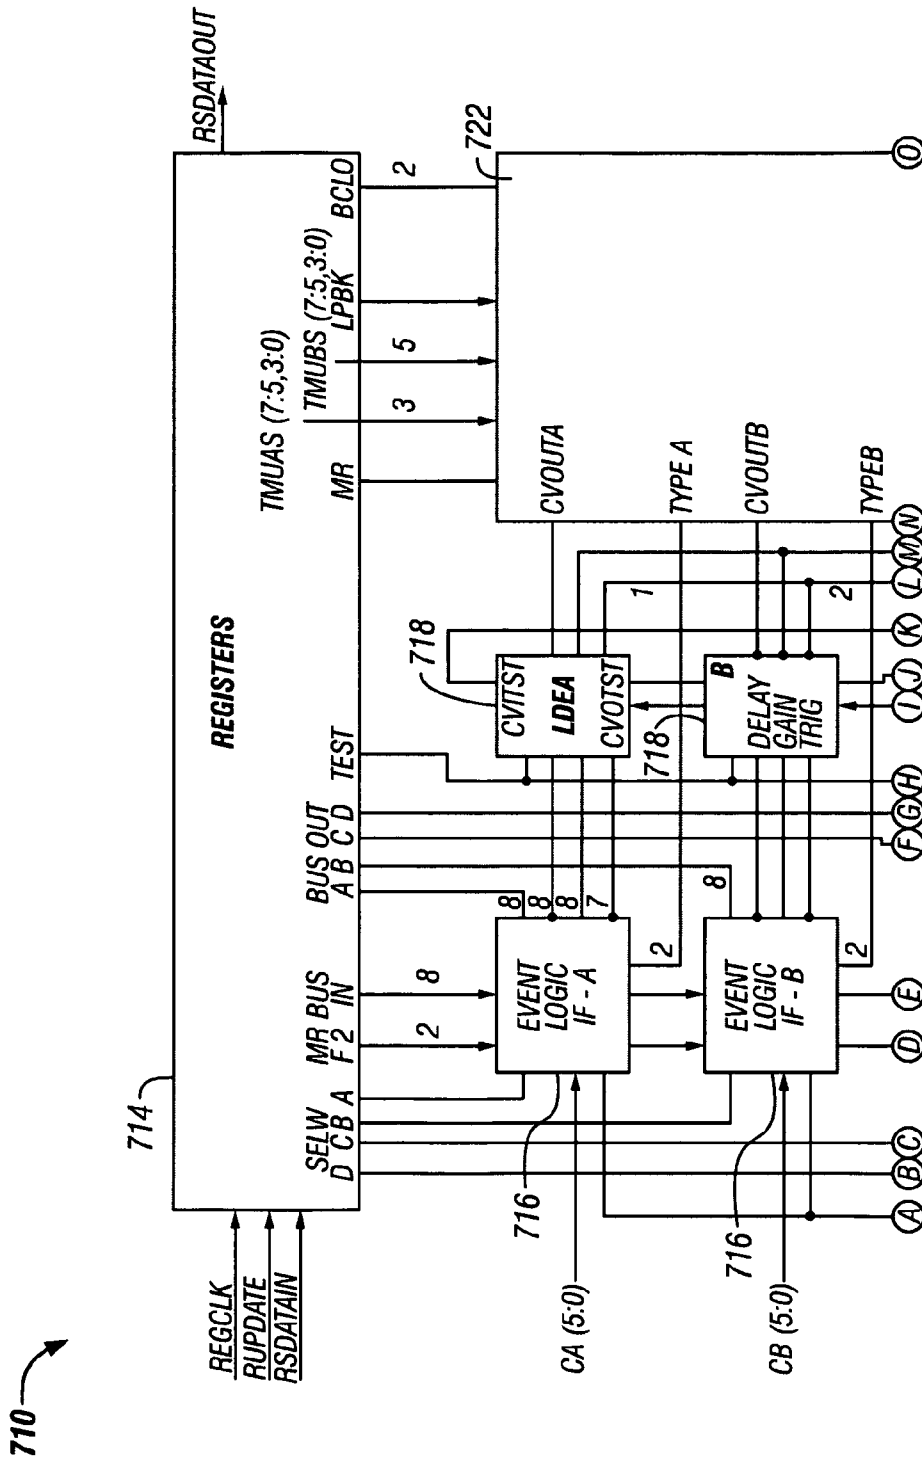 710
REGCLK
RUPDATE
RSDATAIN
714
REGISTERS
RSDATAOUT
SELW
D C B A
MR BUS
F2 IN
BUS OUT
A B C D
TEST
MR
TMUAS (7:5,3:0)
TMUBS (7:5,3:0)
LPBK
BCLO
2
8
3
5
2
722
CA (5:0)
716
EVENT
LOGIC
IF - A
8
8
8
7
2
718
CVITST
LDEA
CVOTST
CVOUTA
TYPE A
1
CB (5:0)
716
EVENT
LOGIC
IF - B
8
2
718
B
DELAY
GAIN
TRIG
CVOUTB
TYPEB
2
A
B
C
D
E
F
G
H
I
J
K
L
M
N
O